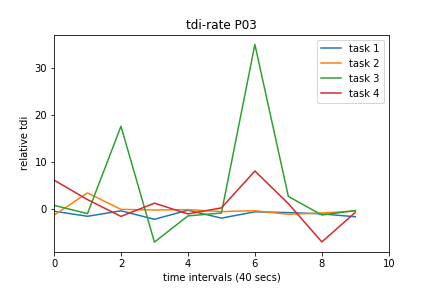 tdi-rate P03
task 1
task 2
task 3
task 4
relative tdi
30
20
10
0
0 2 4 6 8 10
time intervals (40 secs)